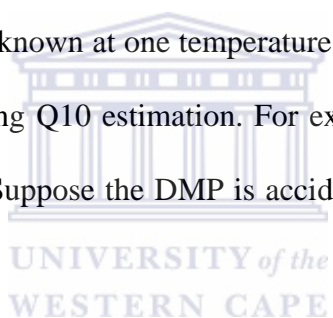 known at one temperature
ng Q10 estimation. For ex
Suppose the DMP is accid
UNIVERSITY of the
WESTERN CAPE